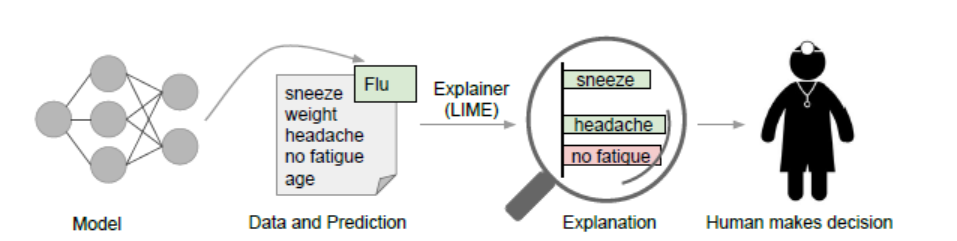 Flu
sneeze
weight
headache
no fatigue
age
Explainer
(LIME)
sneeze
headache
no fatigue
Model
Data and Prediction
Explanation
Human makes decision